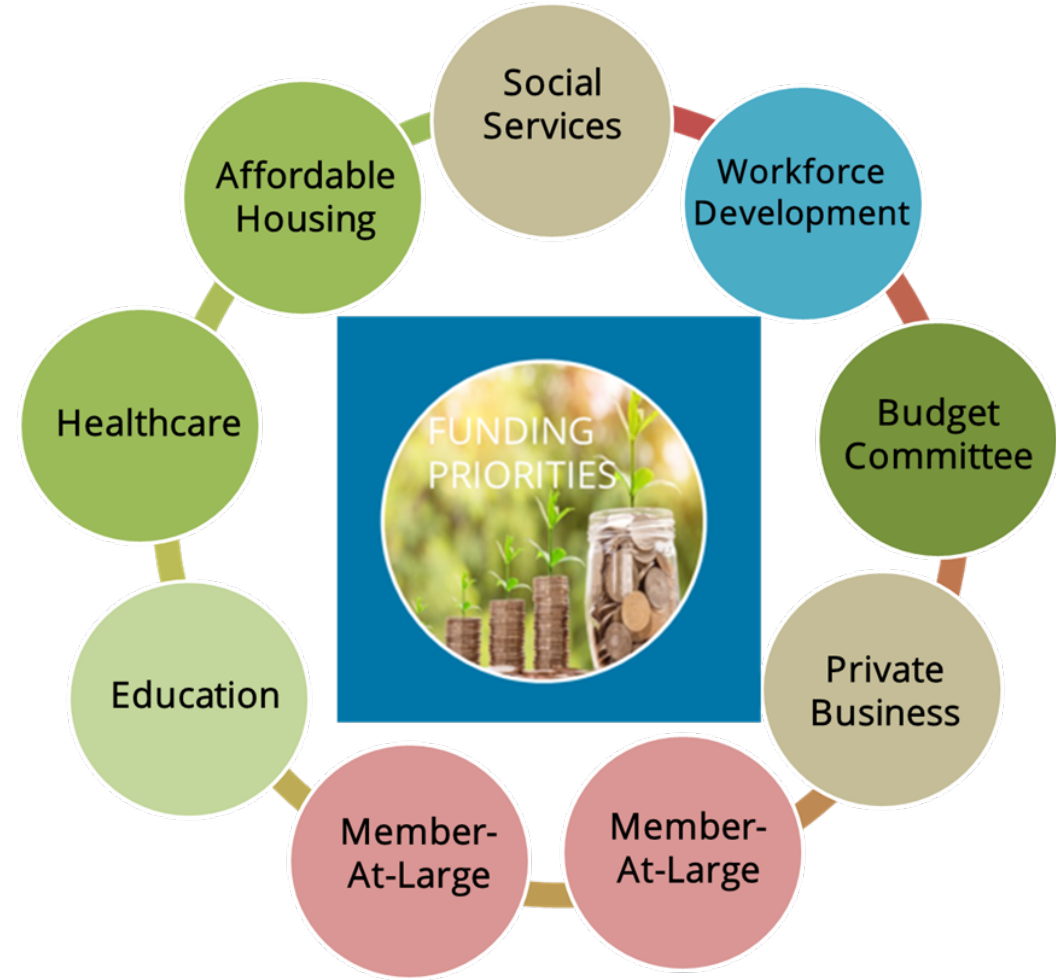 Social
Services
Workforce
Development
Budget
Committee
Private
Business
Member-
At-Large
Member-
At-Large
Education
Healthcare
Affordable
Housing
FUNDING
PRIORITIES